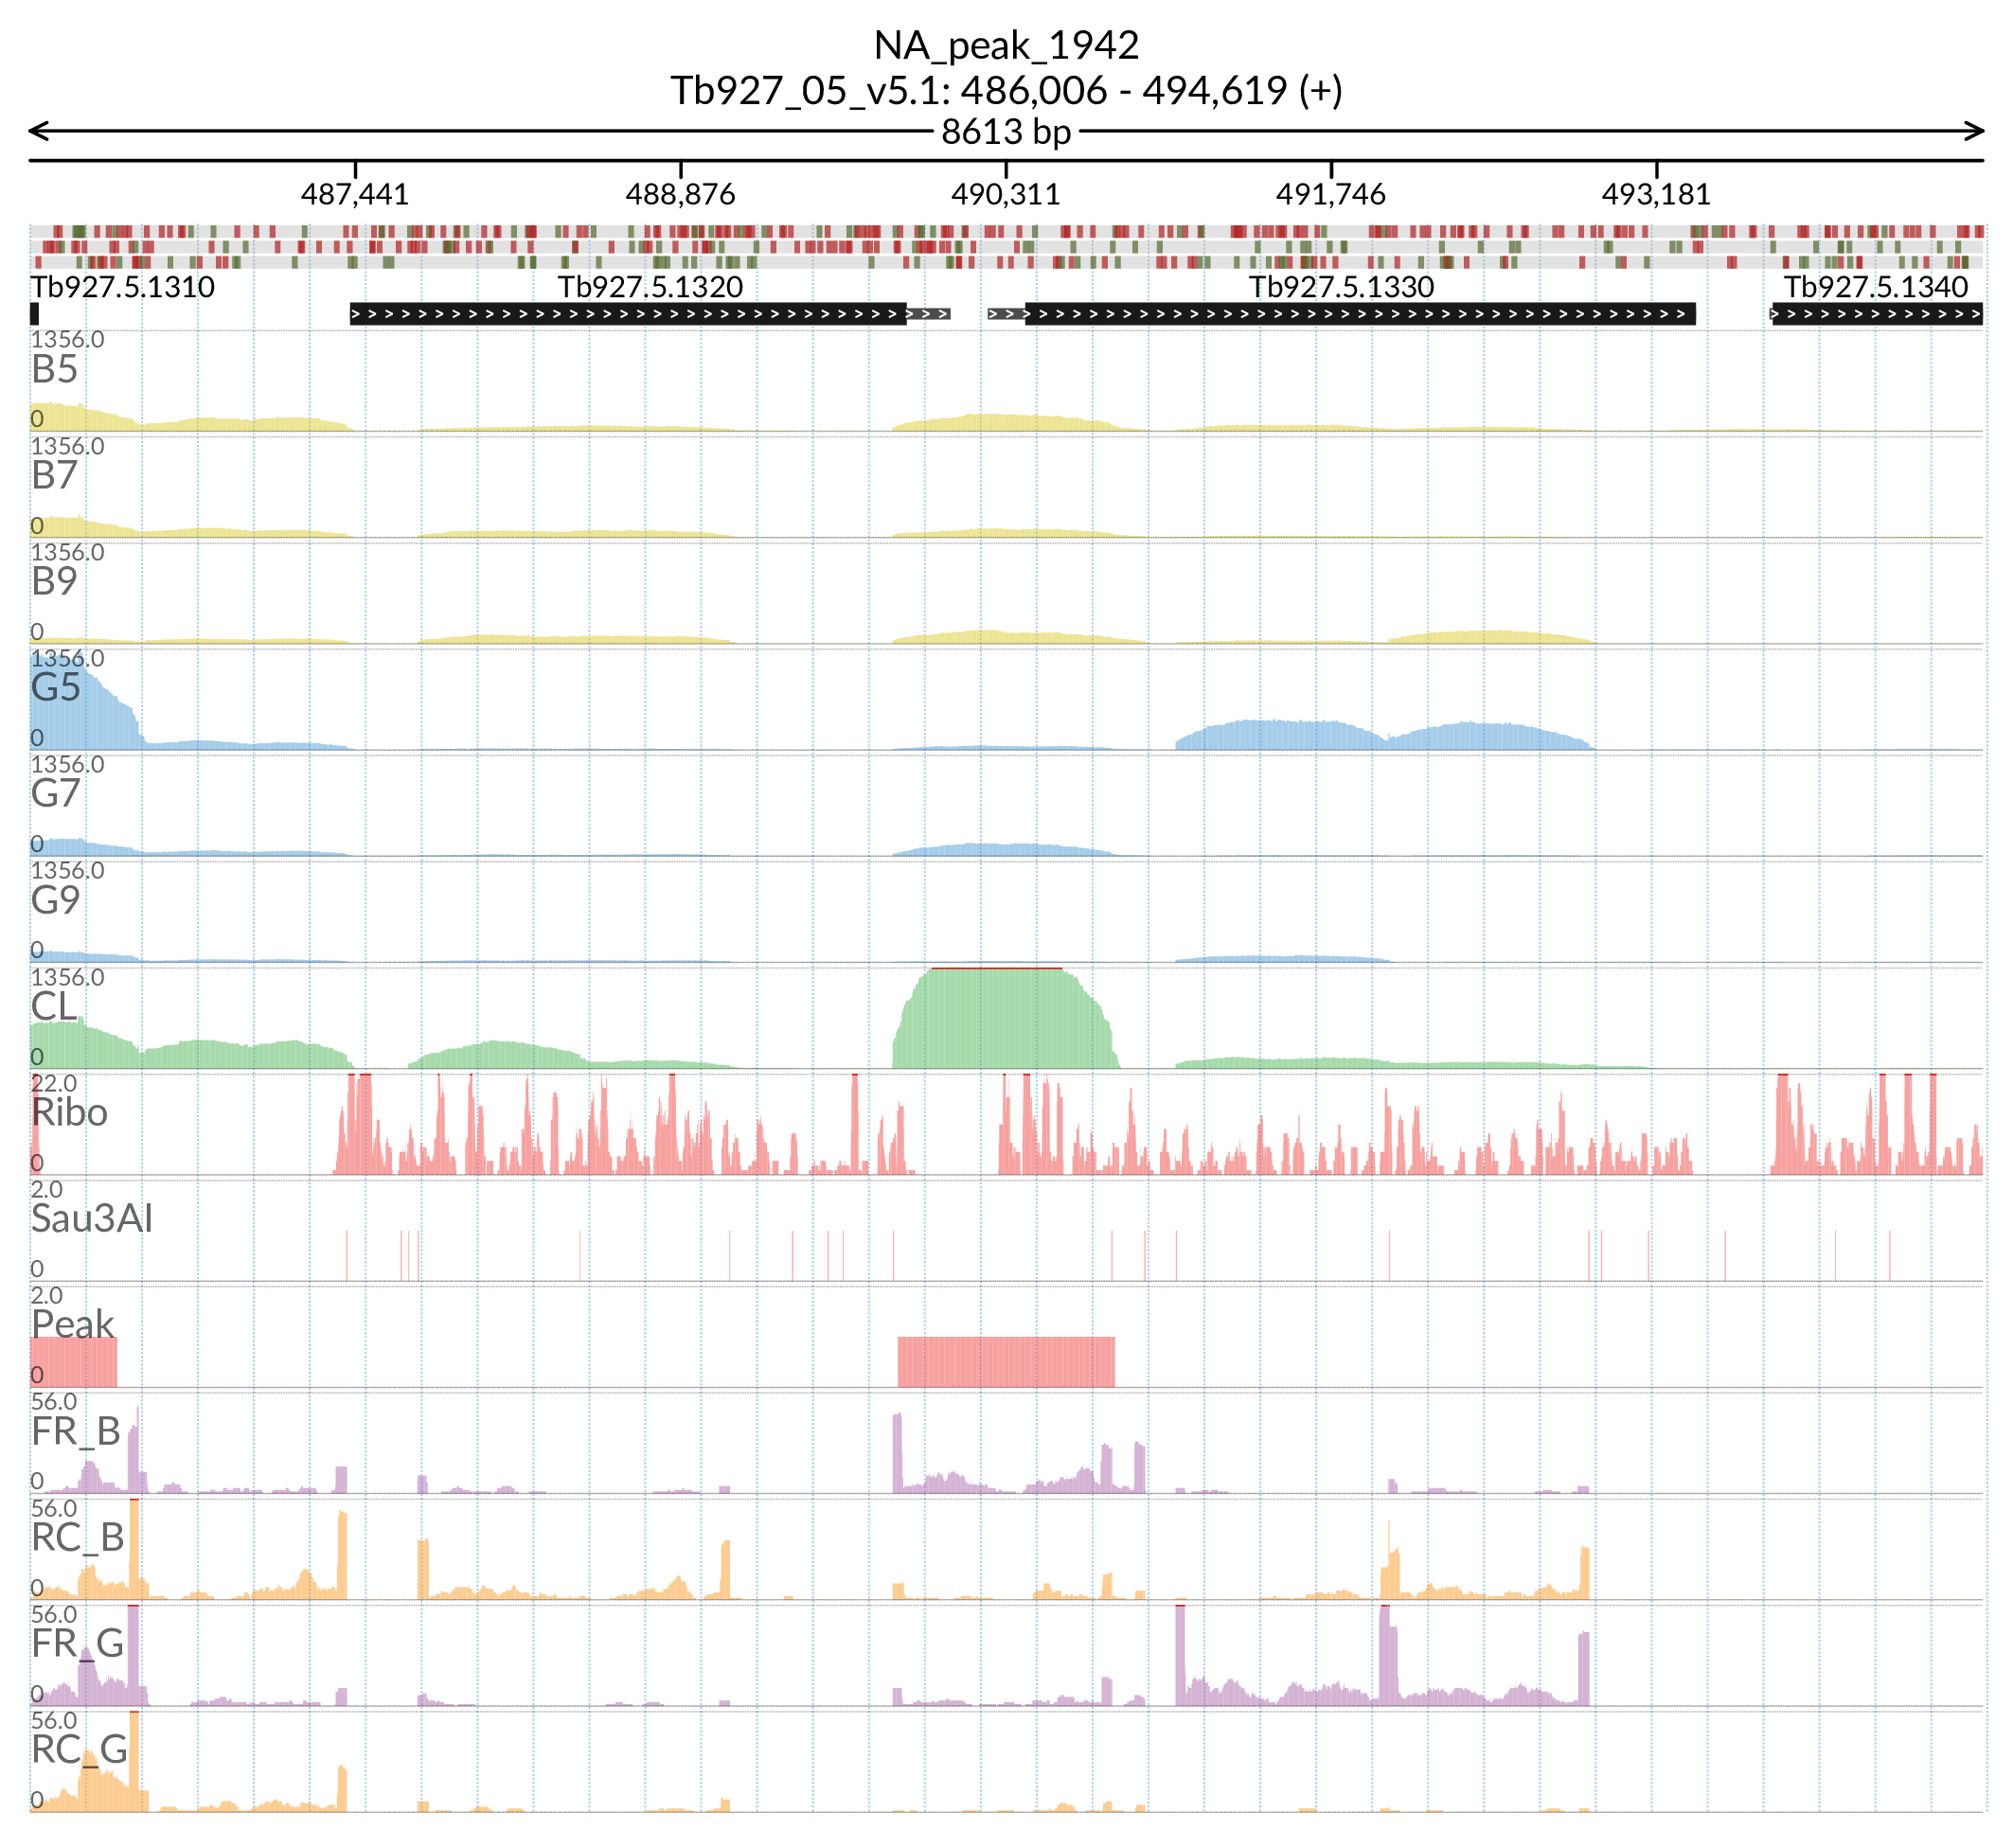 NA_peak_1942
Tb927_05_v5.1: 486,006 - 494,619 (+)
8613 bp
487,441 488,876 490,311 491,746 493,181
Tb927.5.1310 Tb927.5.1320 Tb927.5.1330 Tb927.5.1340
1356.0
B5
0
1356.0
B7
0
1356.0
B9
0
1356.0
G5
0
1356.0
G7
0
1356.0
G9
0
1356.0
CL
0
22.0
Ribo
0
2.0
Sau3AI
0
2.0
Peak
0
56.0
FR_B
0
56.0
RC_B
0
56.0
FR_G
0
56.0
RC_G
0